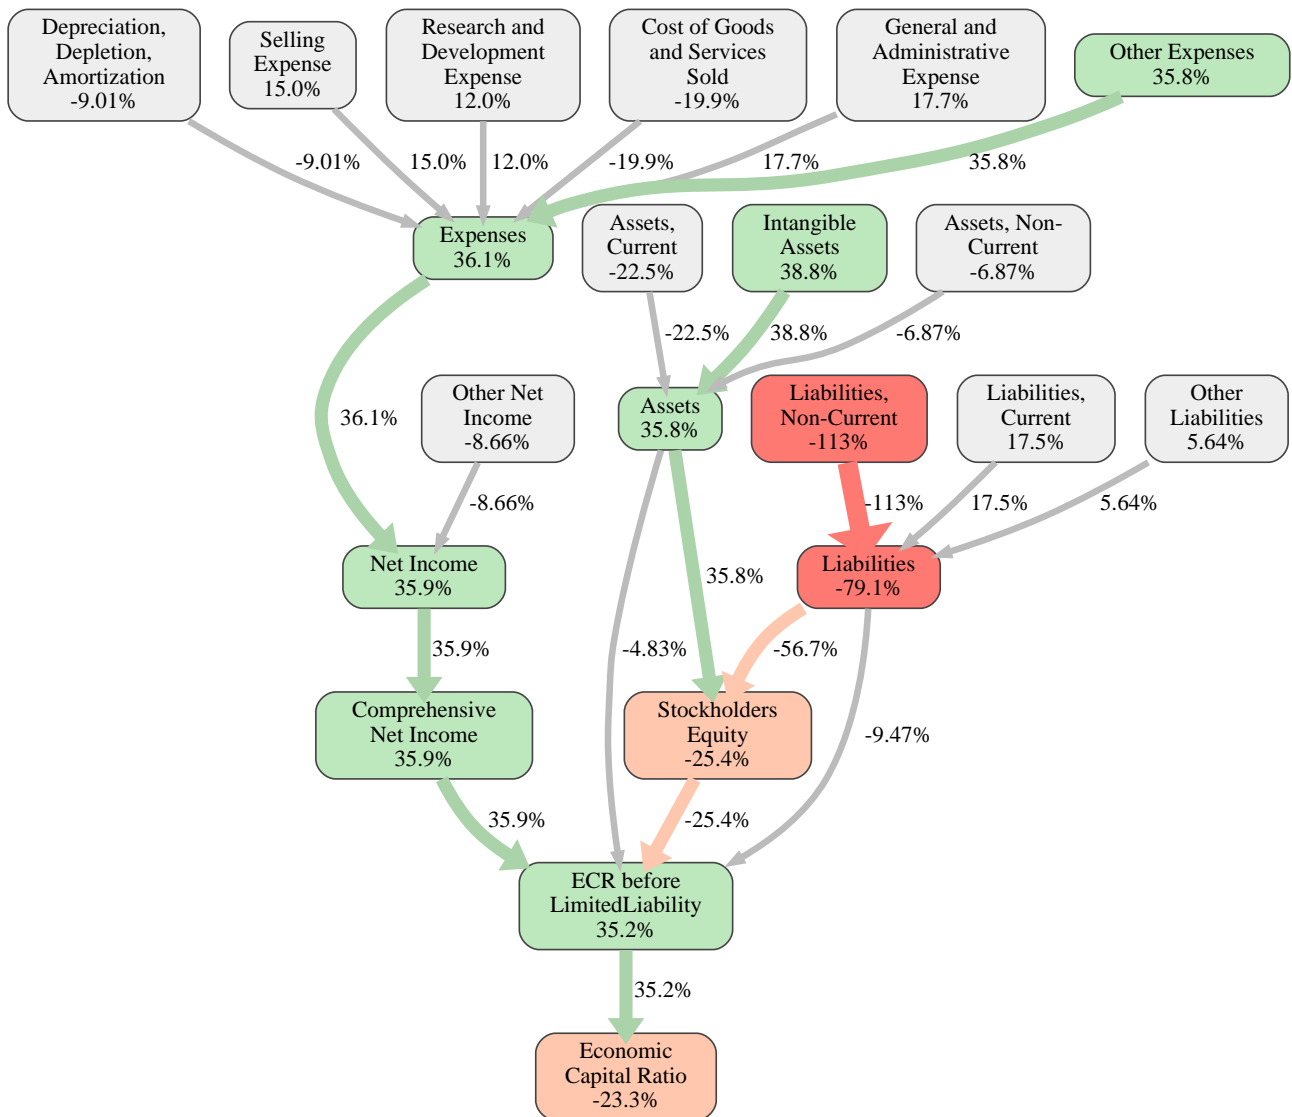 Depreciation,
Depletion,
Amortization
-9.01%
Selling
Expense
15.0%
Research and
Development
Expense
12.0%
Cost of Goods
and Services
Sold
-19.9%
General and
Administrative
Expense
17.7%
Other Expenses
35.8%
-9.01%
15.0%
12.0%
-19.9%
17.7%
35.8%
Expenses
36.1%
Assets,
Current
-22.5%
Intangible
Assets
38.8%
Assets, Non-
Current
-6.87%
-22.5%
38.8%
-6.87%
36.1%
Other Net
Income
-8.66%
Assets
35.8%
Liabilities,
Non-Current
-113%
Liabilities,
Current
17.5%
Other
Liabilities
5.64%
-8.66%
-113%
17.5%
5.64%
Net Income
35.9%
35.8%
Liabilities
-79.1%
35.9%
-4.83%
-56.7%
Comprehensive
Net Income
35.9%
Stockholders
Equity
-25.4%
-9.47%
35.9%
-25.4%
ECR before
LimitedLiability
35.2%
35.2%
Economic
Capital Ratio
-23.3%